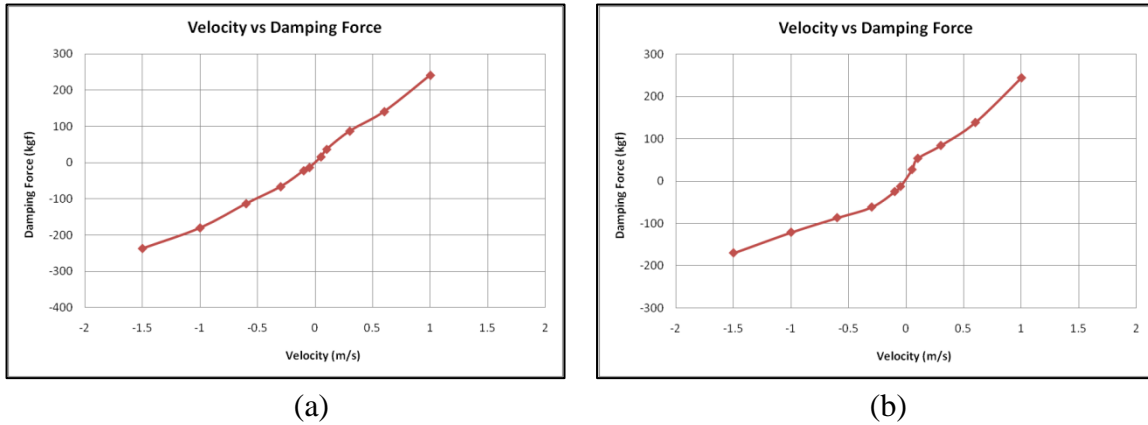 Velocity vs Damping Force
300
200
100
0
-100
-200
-300
-400
Damping Force (kgf)
-2 -1.5 -1 -0.5 0 0.5 1 1.5 2
Velocity (m/s)
(a)
Velocity vs Damping Force
300
200
100
0
-100
-200
-300
Damping Force (kgf)
-2 -1.5 -1 -0.5 0 0.5 1 1.5 2
Velocity (m/s)
(b)